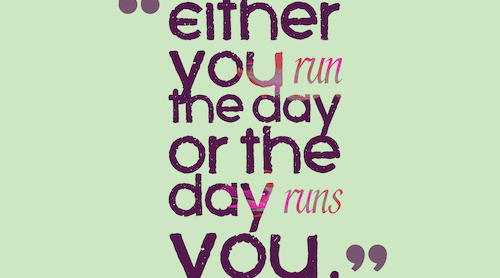 “Either
you run
the day
or the
day runs
you.”